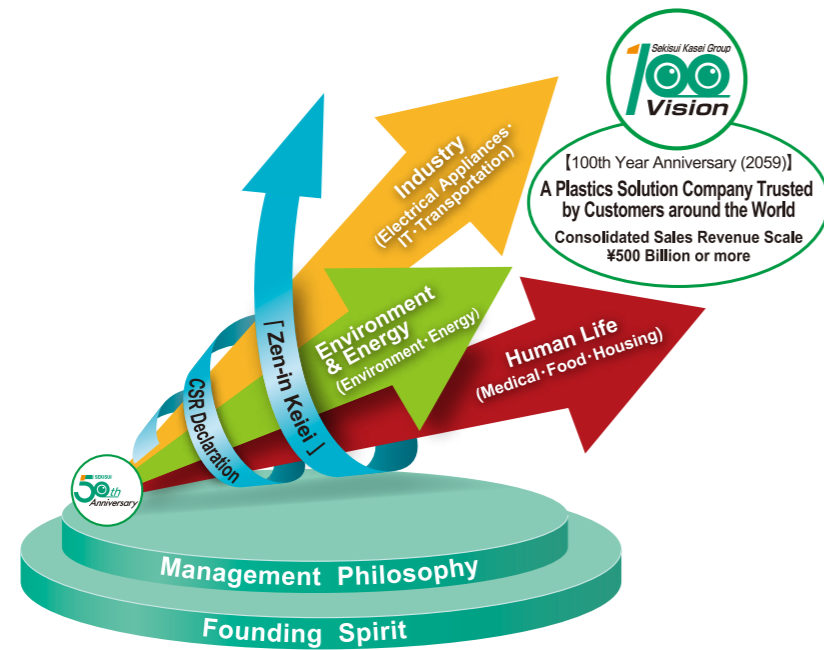 Sekisui Kasei Group
100
Vision
【100th Year Anniversary (2059)】
A Plastics Solution Company Trusted
by Customers around the World
Consolidated Sales Revenue Scale
¥500 Billion or more
Industry
(Electrical Appliances・
IT・Transportation)
Environment
& Energy
(Environment・Energy)
Human Life
(Medical・Food・Housing)
「Zen-in Keiei」
CSR Declaration
SEKISUI
50th
Anniversary
Management Philosophy
Founding Spirit